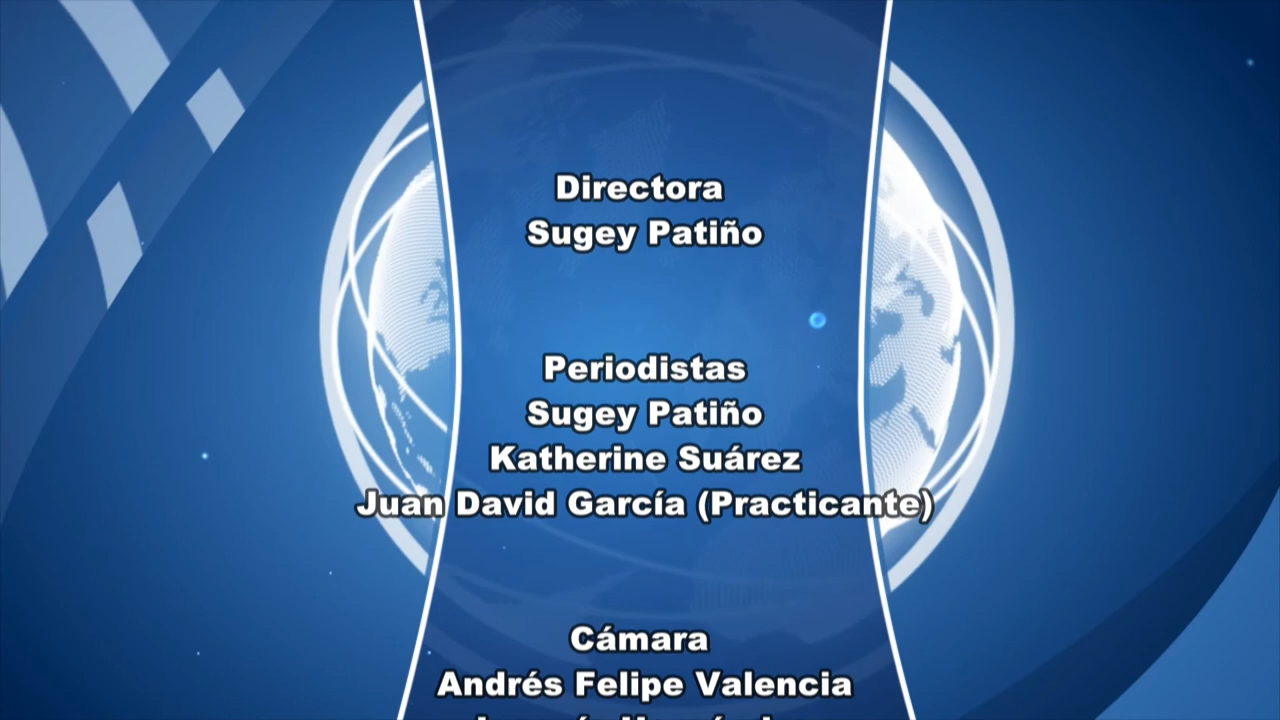 Directora
Sugey Patiño
Periodistas
Sugey Patiño
Katherine Suárez
Juan David García (Practicante)
Cámara
Andrés Felipe Valencia